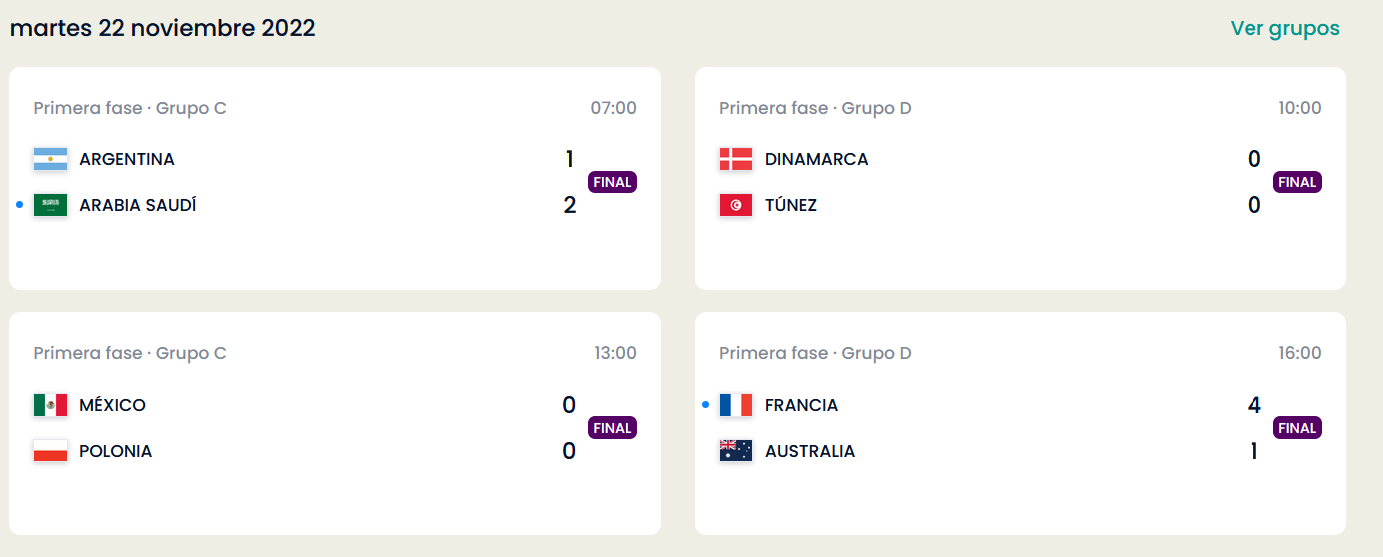 martes 22 noviembre 2022
Ver grupos
Primera fase · Grupo C
07:00
ARGENTINA
1
ARABIA SAUDÍ
2
FINAL
Primera fase · Grupo D
10:00
DINAMARCA
0
TÚNEZ
0
FINAL
Primera fase · Grupo C
13:00
MÉXICO
0
POLONIA
0
FINAL
Primera fase · Grupo D
16:00
FRANCIA
4
AUSTRALIA
1
FINAL